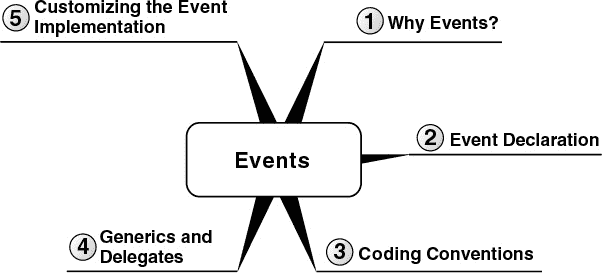 5 Customizing the Event
Implementation
1 Why Events?
2 Event Declaration
Events
4 Generics and
Delegates
3 Coding Conventions